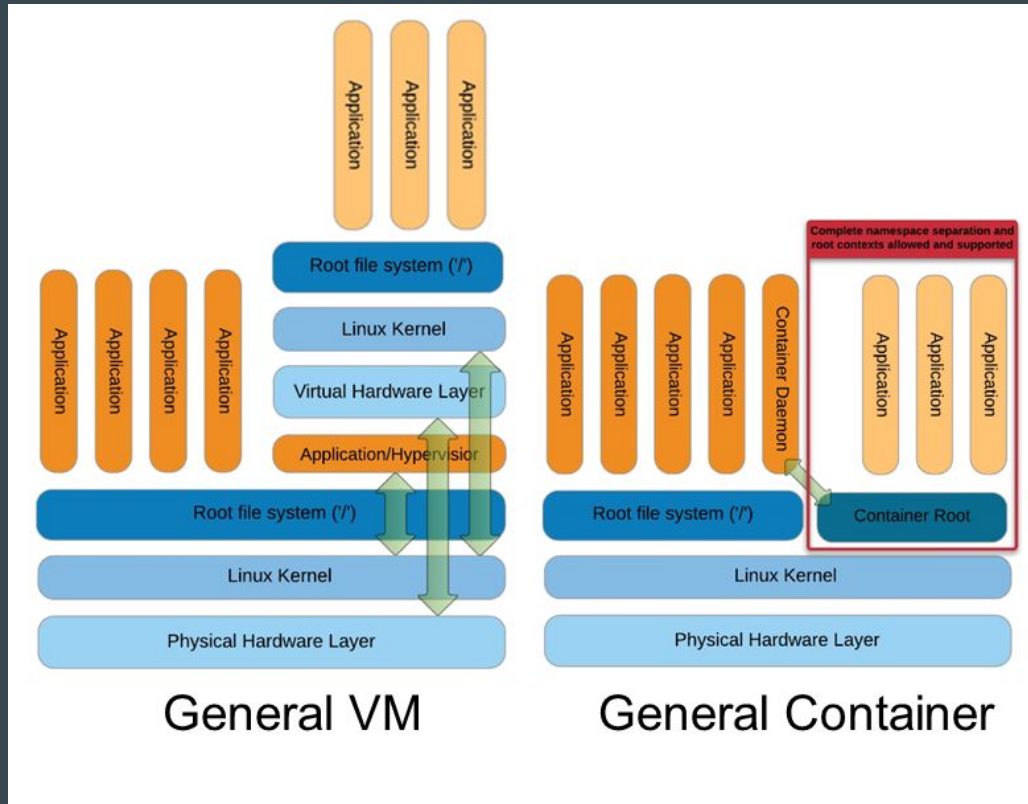 Application
Application
Application
Root file system ('/')
Linux Kernel
Virtual Hardware Layer
Application/Hypervisior
Application
Application
Application
Application
Root file system ('/')
Linux Kernel
Physical Hardware Layer
General VM
Complete namespace separation and
root contexts allowed and supported
Application
Application
Application
Application
Container Daemon
Application
Application
Application
Root file system ('/')
Container Root
Linux Kernel
Physical Hardware Layer
General Container